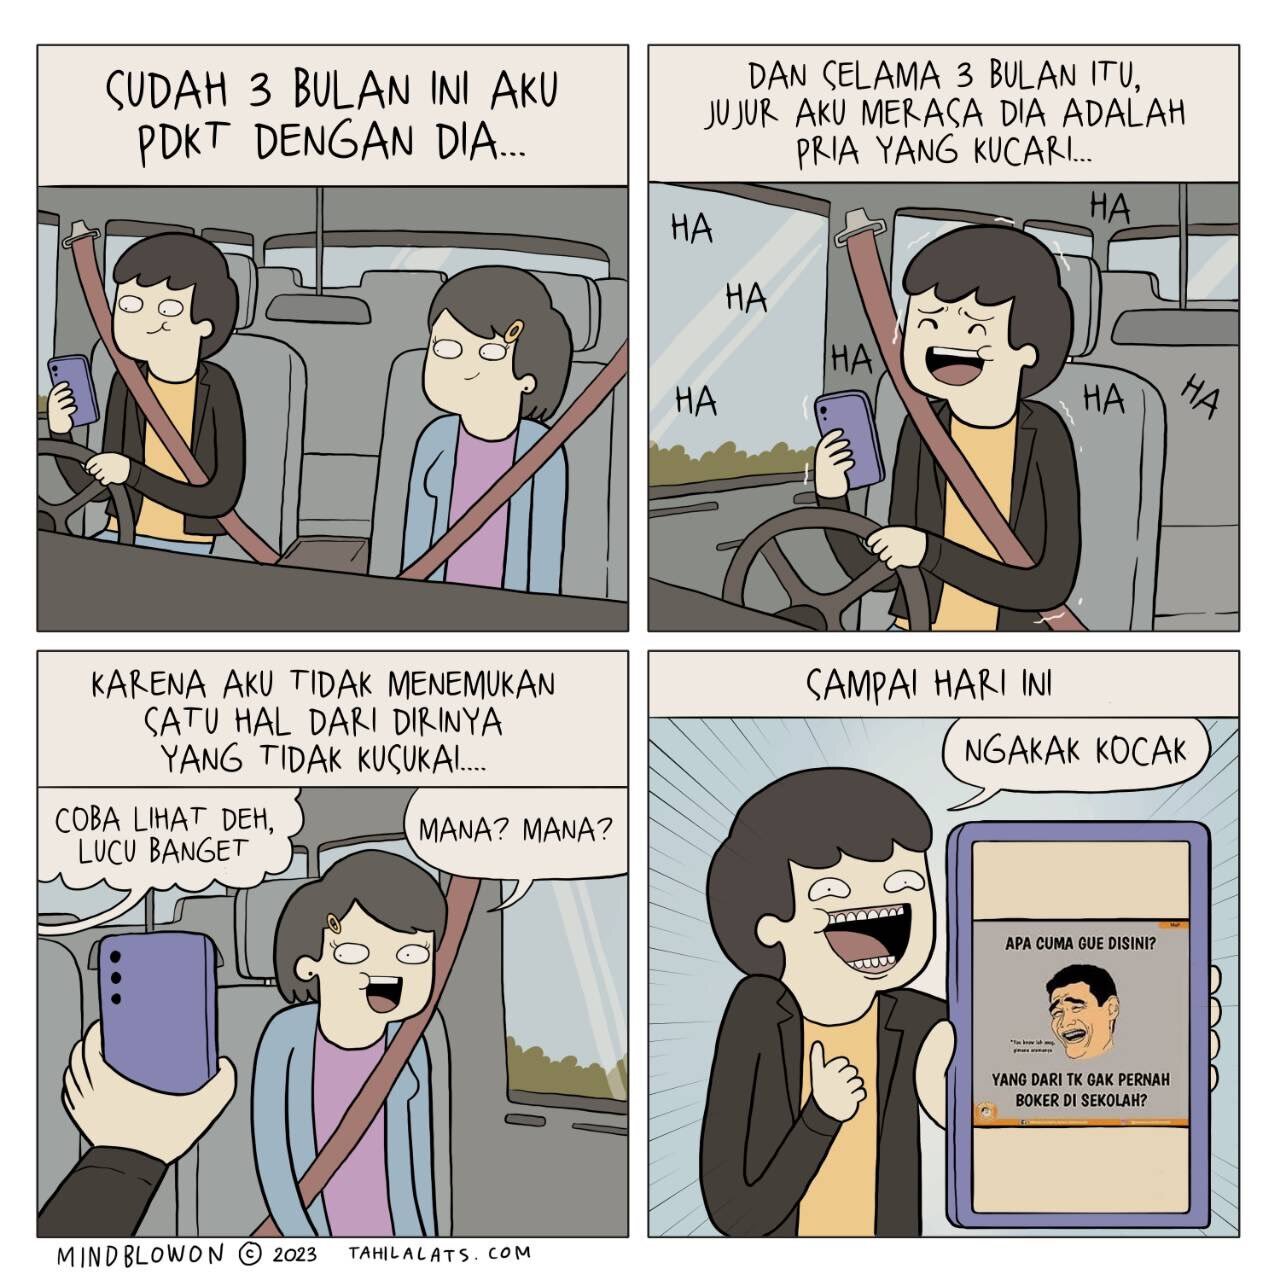 SUDAH 3 BULAN INI AKU
PDKT DENGAN DIA...
DAN SELAMA 3 BULAN ITU,
JUJUR AKU MERASA DIA ADALAH
PRIA YANG KUCARI...
HA
HA
HA
HA
HA
HA
HA
KARENA AKU TIDAK MENEMUKAN
SATU HAL DARI DIRINYA
YANG TIDAK KUSUKAI....
COBA LIHAT DEH,
LUCU BANGET
MANA? MANA?
SAMPAI HARI INI
NGAKAK KOCAK
APA CUMA GUE DISINI?
YANG DARI TK GAK PERNAH
BOKER DI SEKOLAH?
MINDBLOWON © 2023 TAHILALATS.COM